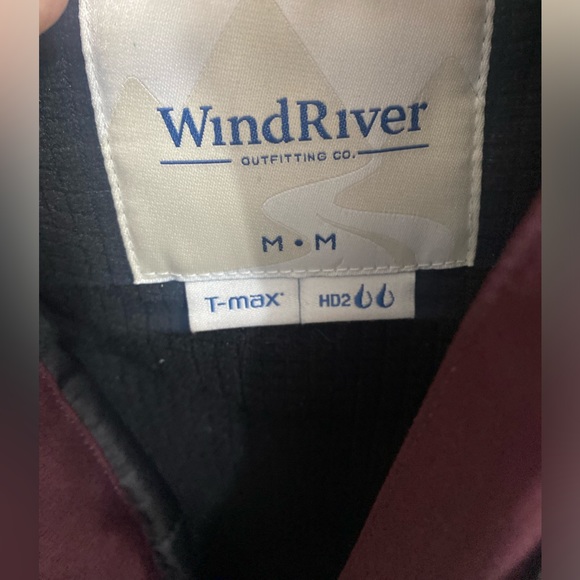 WindRiver
OUTFITTING CO.
M • M
T-max® HD2